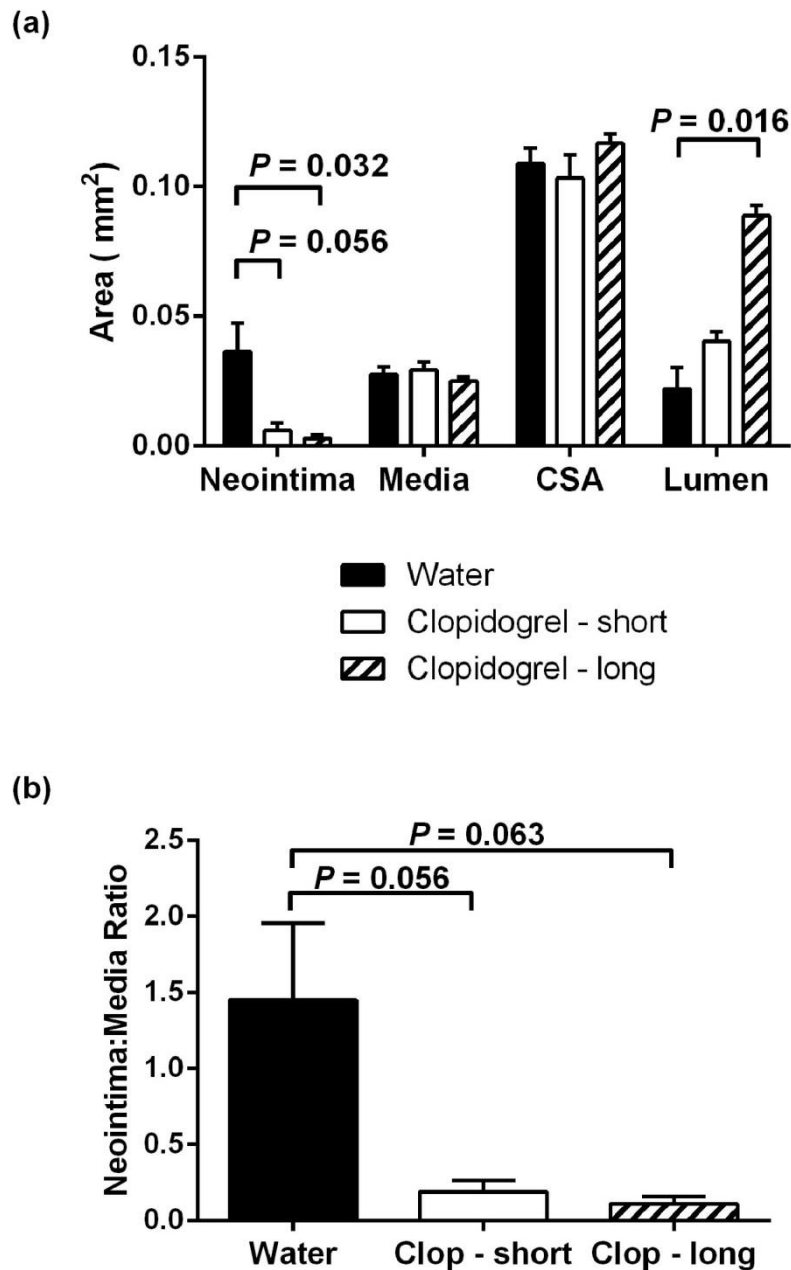 (a)
0.15
0.10
0.05
0.00
Area ( mm²)
P = 0.032
P = 0.056
P = 0.016
Neointima Media CSA Lumen
Water
Clopidogrel - short
Clopidogrel - long
(b)
2.5
2.0
1.5
1.0
0.5
0.0
Neointima:Media Ratio
P = 0.063
P = 0.056
Water Clop - short Clop - long